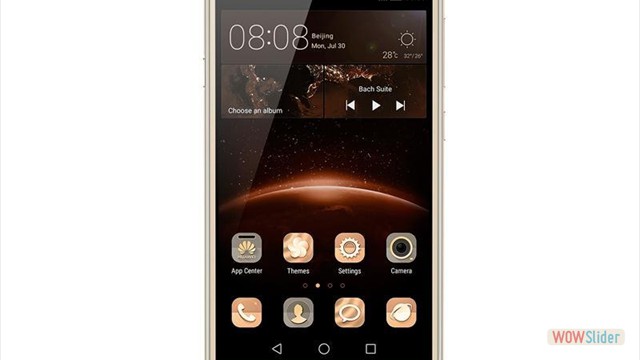 08:08
Beijing
Mon, Jul 30
28°C
32°/26°
Choose an album
Bach Suite
App Center
Themes
Settings
Camera
WOWSlider